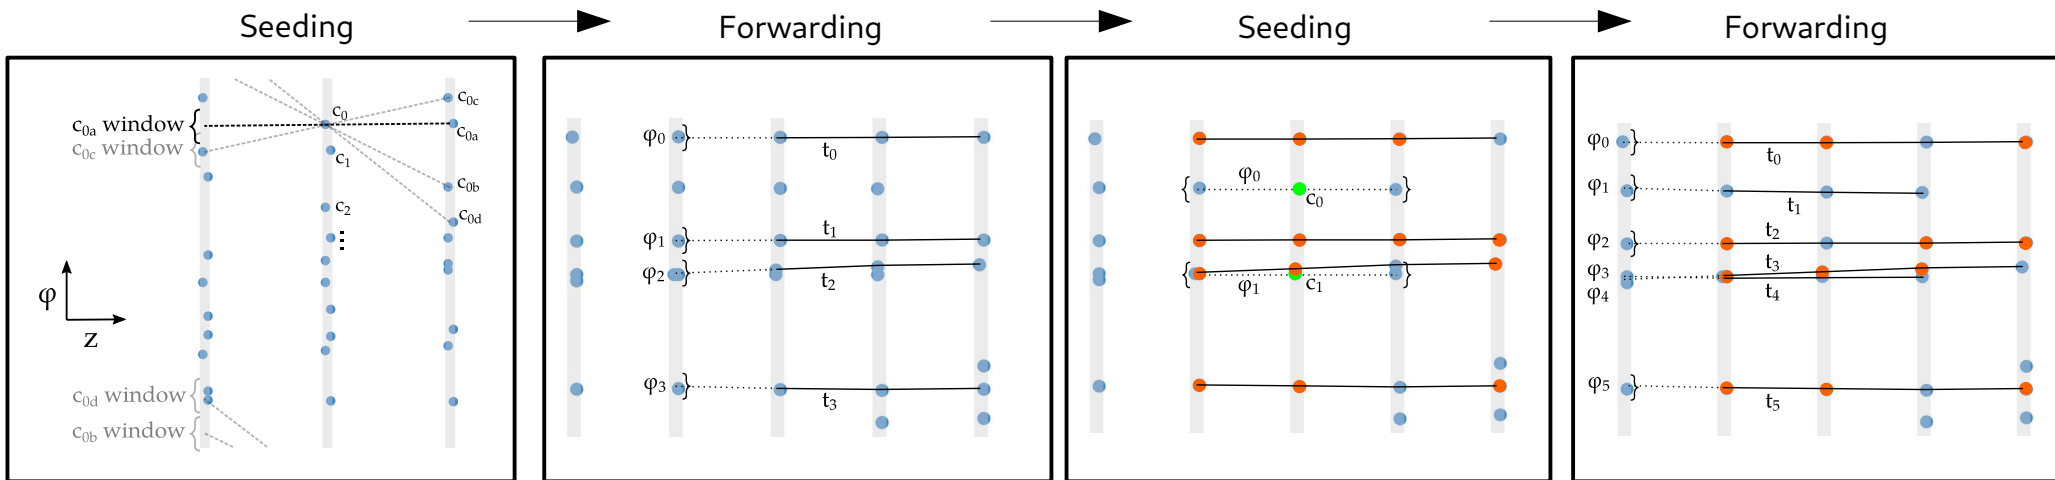 Seeding
Forwarding
Seeding
Forwarding
c₀
c₀c
c₀a window
c₀a
c₀c window
c₁
c₀b
c₂
c₀d
⋮
φ
z
c₀d window
c₀b window
φ₀
t₀
φ₁
t₁
φ₂
t₂
φ₃
t₃
φ₀
c₀
φ₁
c₁
φ₀
t₀
φ₁
t₁
φ₂
t₂
φ₃
t₃
φ₄
t₄
φ₅
t₅